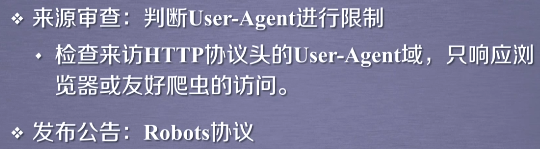 ❖ 来源审查：判断User-Agent进行限制
• 检查来访HTTP协议头的User-Agent域，只响应浏
览器或友好爬虫的访问。
❖ 发布公告：Robots协议